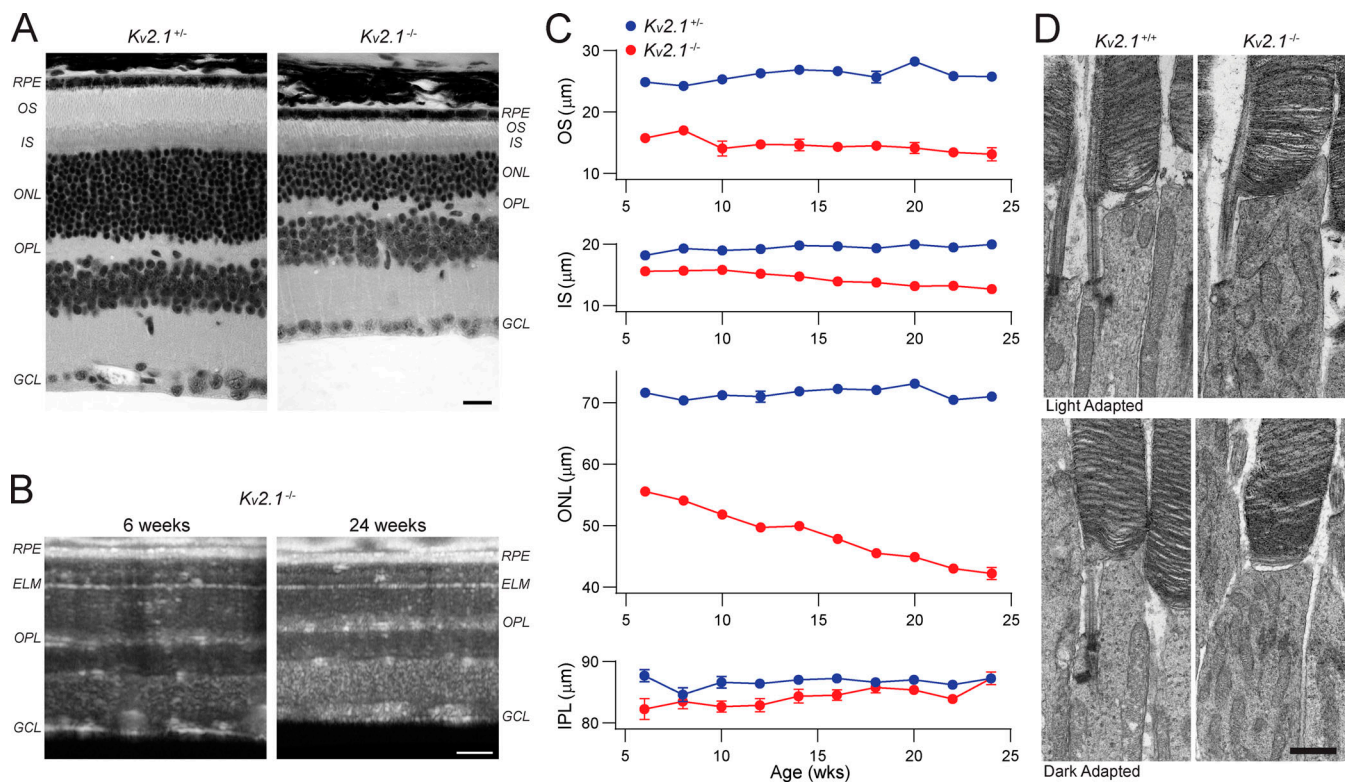 A
Kv2.1+/-
Kv2.1-/-
RPE
OS
IS
ONL
OPL
GCL
RPE
OS
IS
ONL
OPL
GCL
B
Kv2.1-/-
6 weeks
24 weeks
RPE
ELM
OPL
GCL
RPE
ELM
OPL
GCL
C
Kv2.1+/-
Kv2.1-/-
OS (μm)
30
20
10
5 10 15 20 25
IS (μm)
20
10
5 10 15 20 25
ONL (μm)
70
60
50
40
5 10 15 20 25
IPL (μm)
90
80
5 10 15 20 25
Age (wks)
D
Kv2.1+/+
Kv2.1-/-
Light Adapted
Dark Adapted